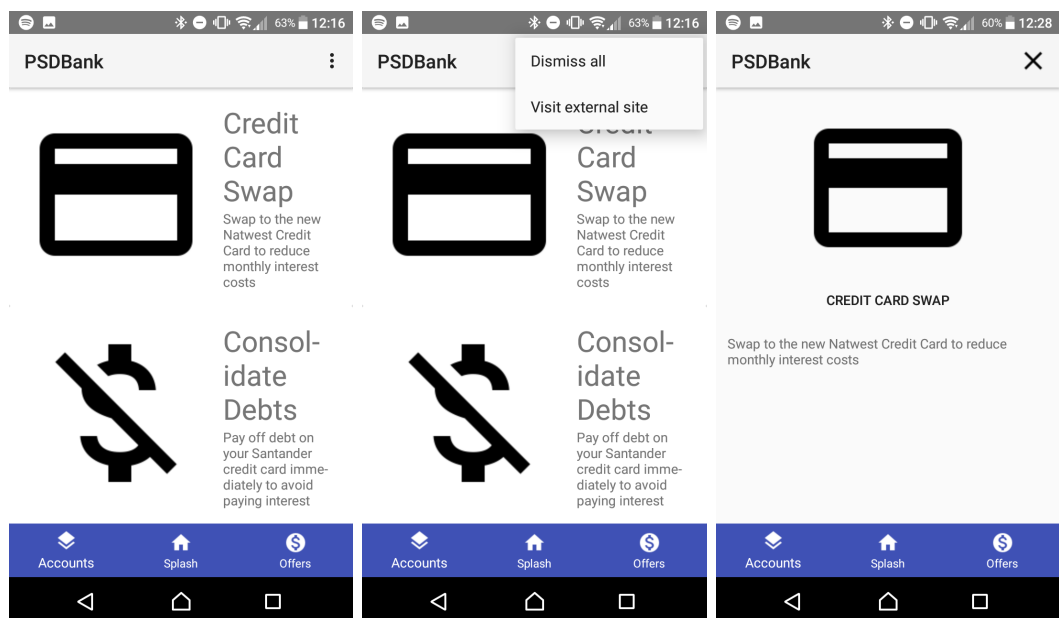 63% 12:16
PSDBank
Credit
Card
Swap
Swap to the new
Natwest Credit
Card to reduce
monthly interest
costs
Consol-
idate
Debts
Pay off debt on
your Santander
credit card imme-
diately to avoid
paying interest
Accounts
Splash
Offers
63% 12:16
PSDBank
Dismiss all
Visit external site
Credit
Card
Swap
Swap to the new
Natwest Credit
Card to reduce
monthly interest
costs
Consol-
idate
Debts
Pay off debt on
your Santander
credit card imme-
diately to avoid
paying interest
Accounts
Splash
Offers
60% 12:28
PSDBank
CREDIT CARD SWAP
Swap to the new Natwest Credit Card to reduce
monthly interest costs
Accounts
Splash
Offers